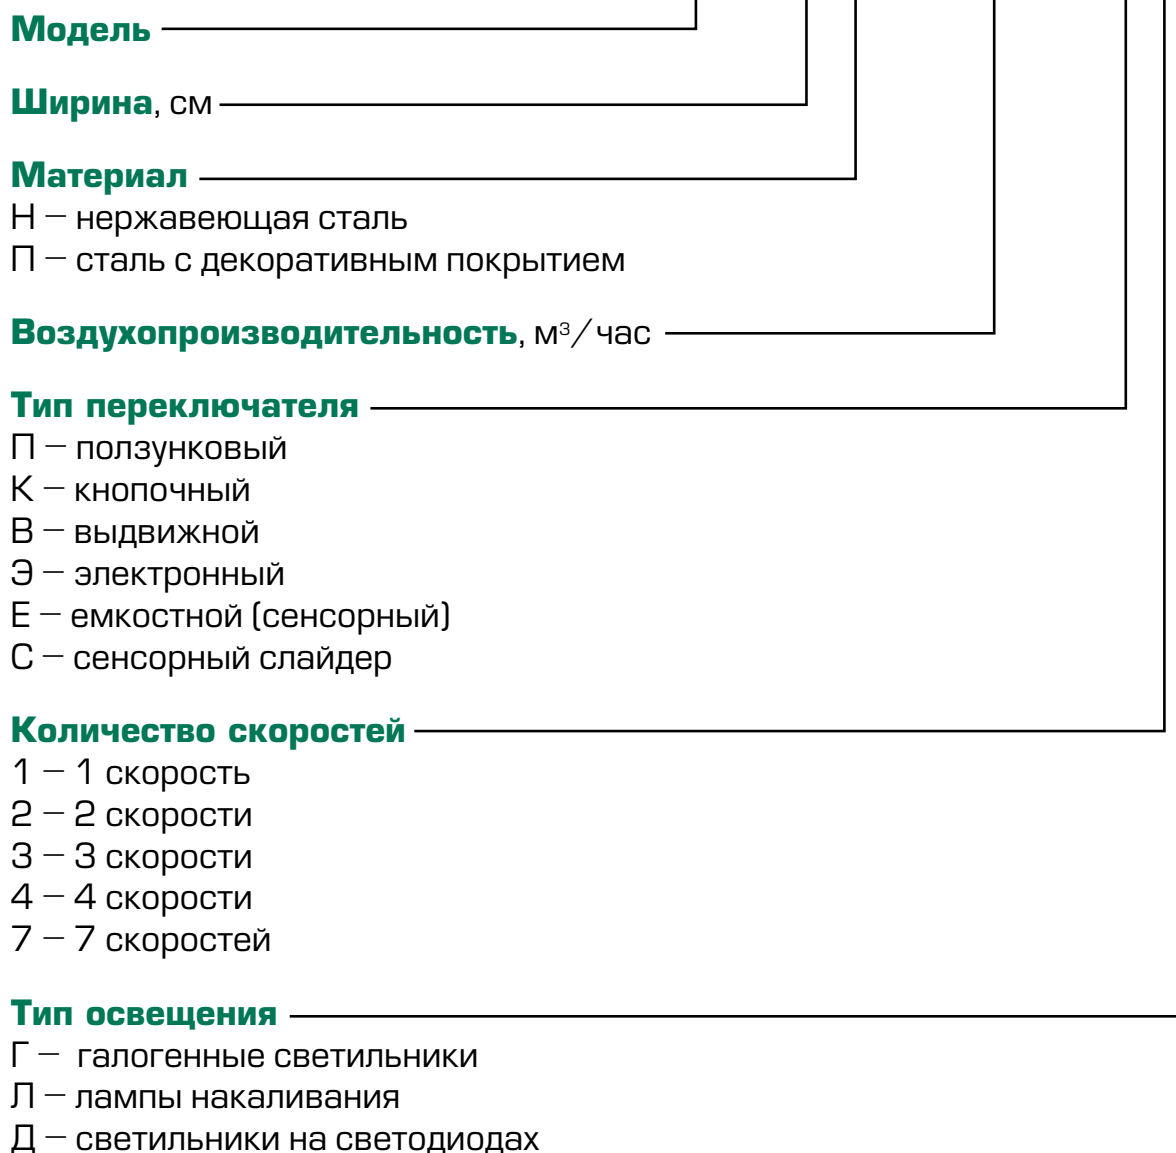 Модель
Ширина, см
Материал
Н — нержавеющая сталь
П — сталь с декоративным покрытием
Воздухопроизводительность, м³/час
Тип переключателя
П — ползунковый
К — кнопочный
В — выдвижной
Э — электронный
Е — емкостной (сенсорный)
С — сенсорный слайдер
Количество скоростей
1 — 1 скорость
2 — 2 скорости
3 — 3 скорости
4 — 4 скорости
7 — 7 скоростей
Тип освещения
Г — галогенные светильники
Л — лампы накаливания
Д — светильники на светодиодах